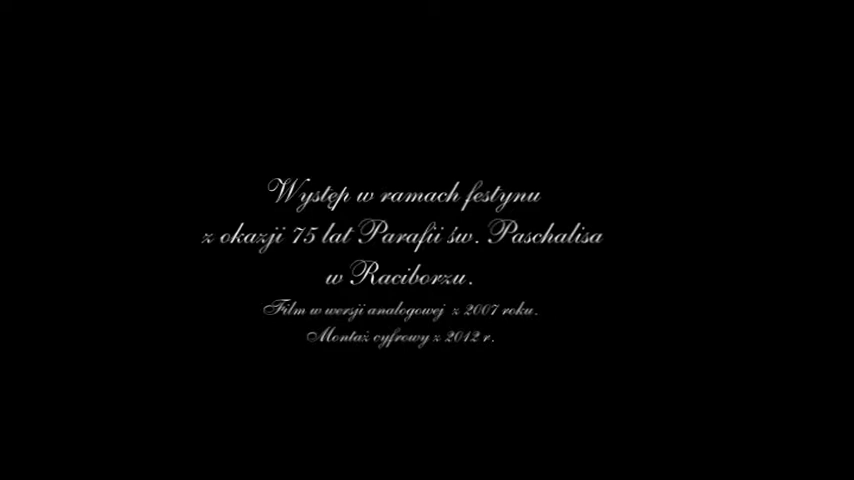 Występ w ramach festynu
z okazji 75 lat Parafii św. Paschalisa
w Raciborzu.
Film w wersji analogowej z 2007 roku.
Montaż cyfrowy z 2012 r.